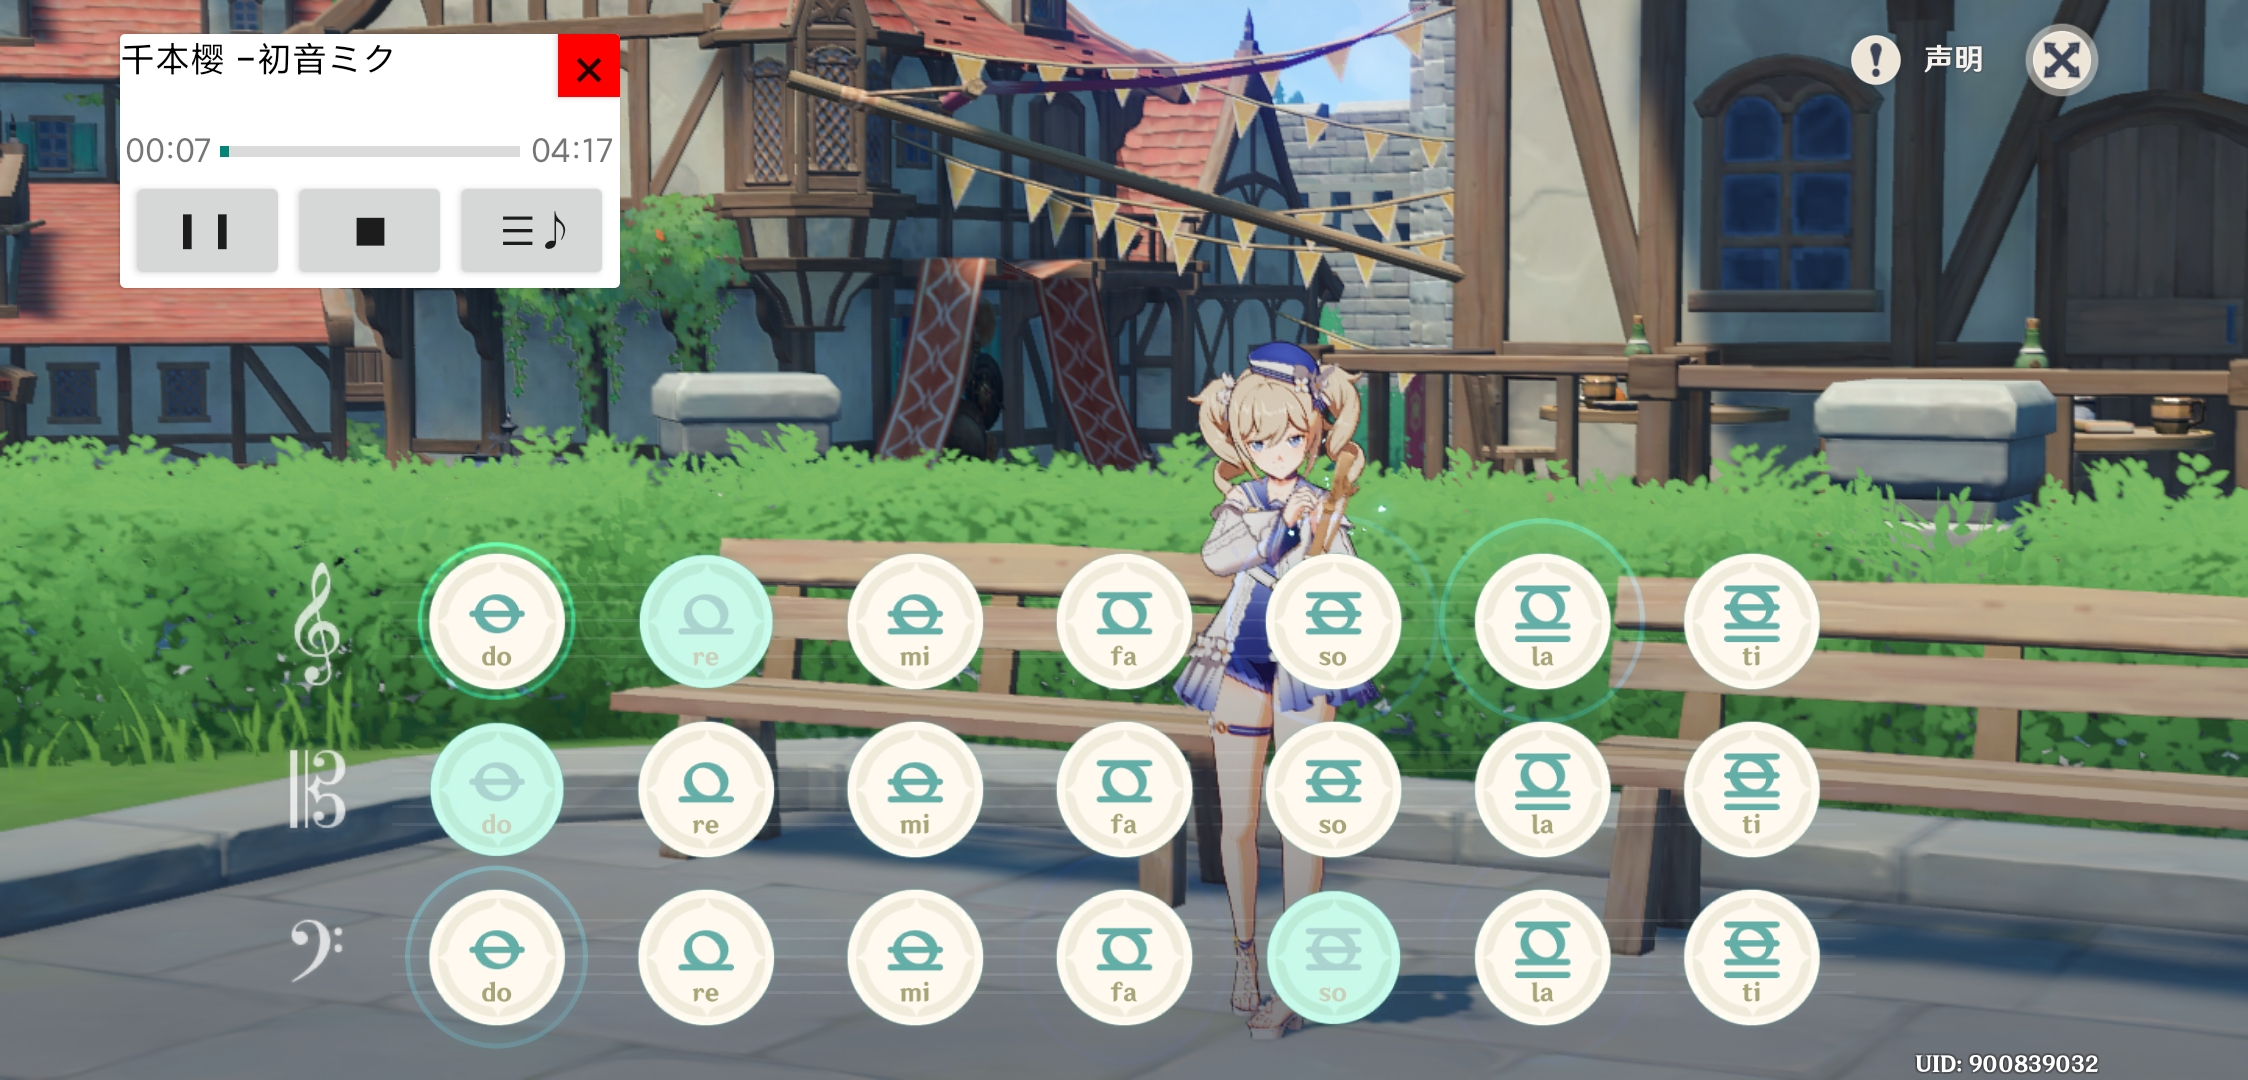 千本樱 -初音ミク
×
00:07 04:17
声明
do re mi fa so la ti
do re mi fa so la ti
do re mi fa so la ti
UID: 900839032